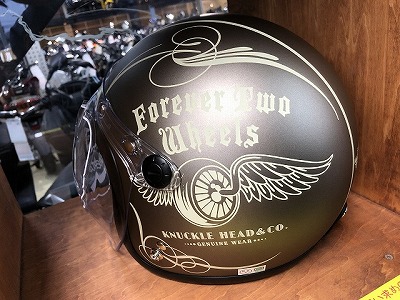 Forever Two
Wheels
KNUCKLE HEAD & CO.
GENUINE WEAR